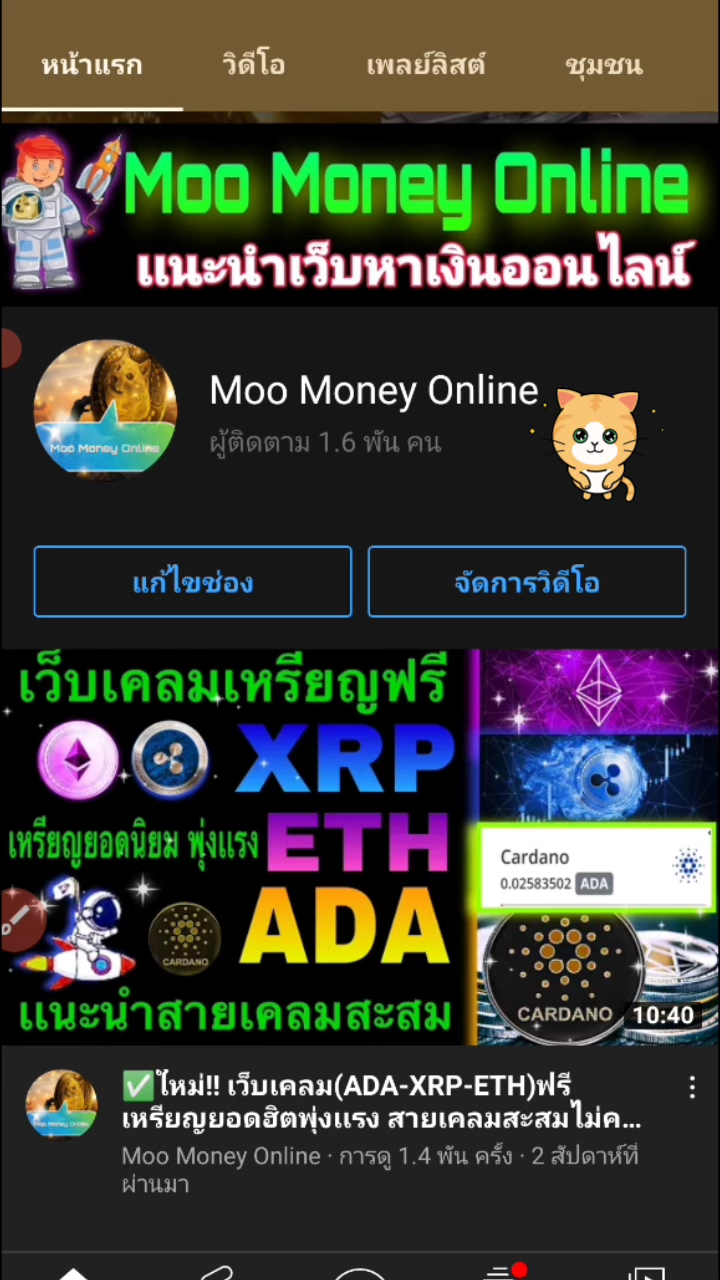 หน้าแรก วิดีโอ เพลย์ลิสต์ ชุมชน
Moo Money Online
แนะนำเว็บหาเงินออนไลน์
Moo Money Online
Moo Money Online
ผู้ติดตาม 1.6 พัน คน
แก้ไขช่อง จัดการวิดีโอ
เว็บเคลมเหรียญฟรี
XRP
เหรียญยอดนิยม พุ่งแรง
ETH
Cardano
0.02583502 ADA
ADA
CARDANO
CARDANO
แนะนำสายเคลมสะสม
10:40
✅ใหม่!! เว็บเคลม(ADA-XRP-ETH)ฟรี
เหรียญยอดฮิตพุ่งแรง สายเคลมสะสมไม่ค...
Moo Money Online
Moo Money Online · การดู 1.4 พัน ครั้ง · 2 สัปดาห์ที่
ผ่านมา